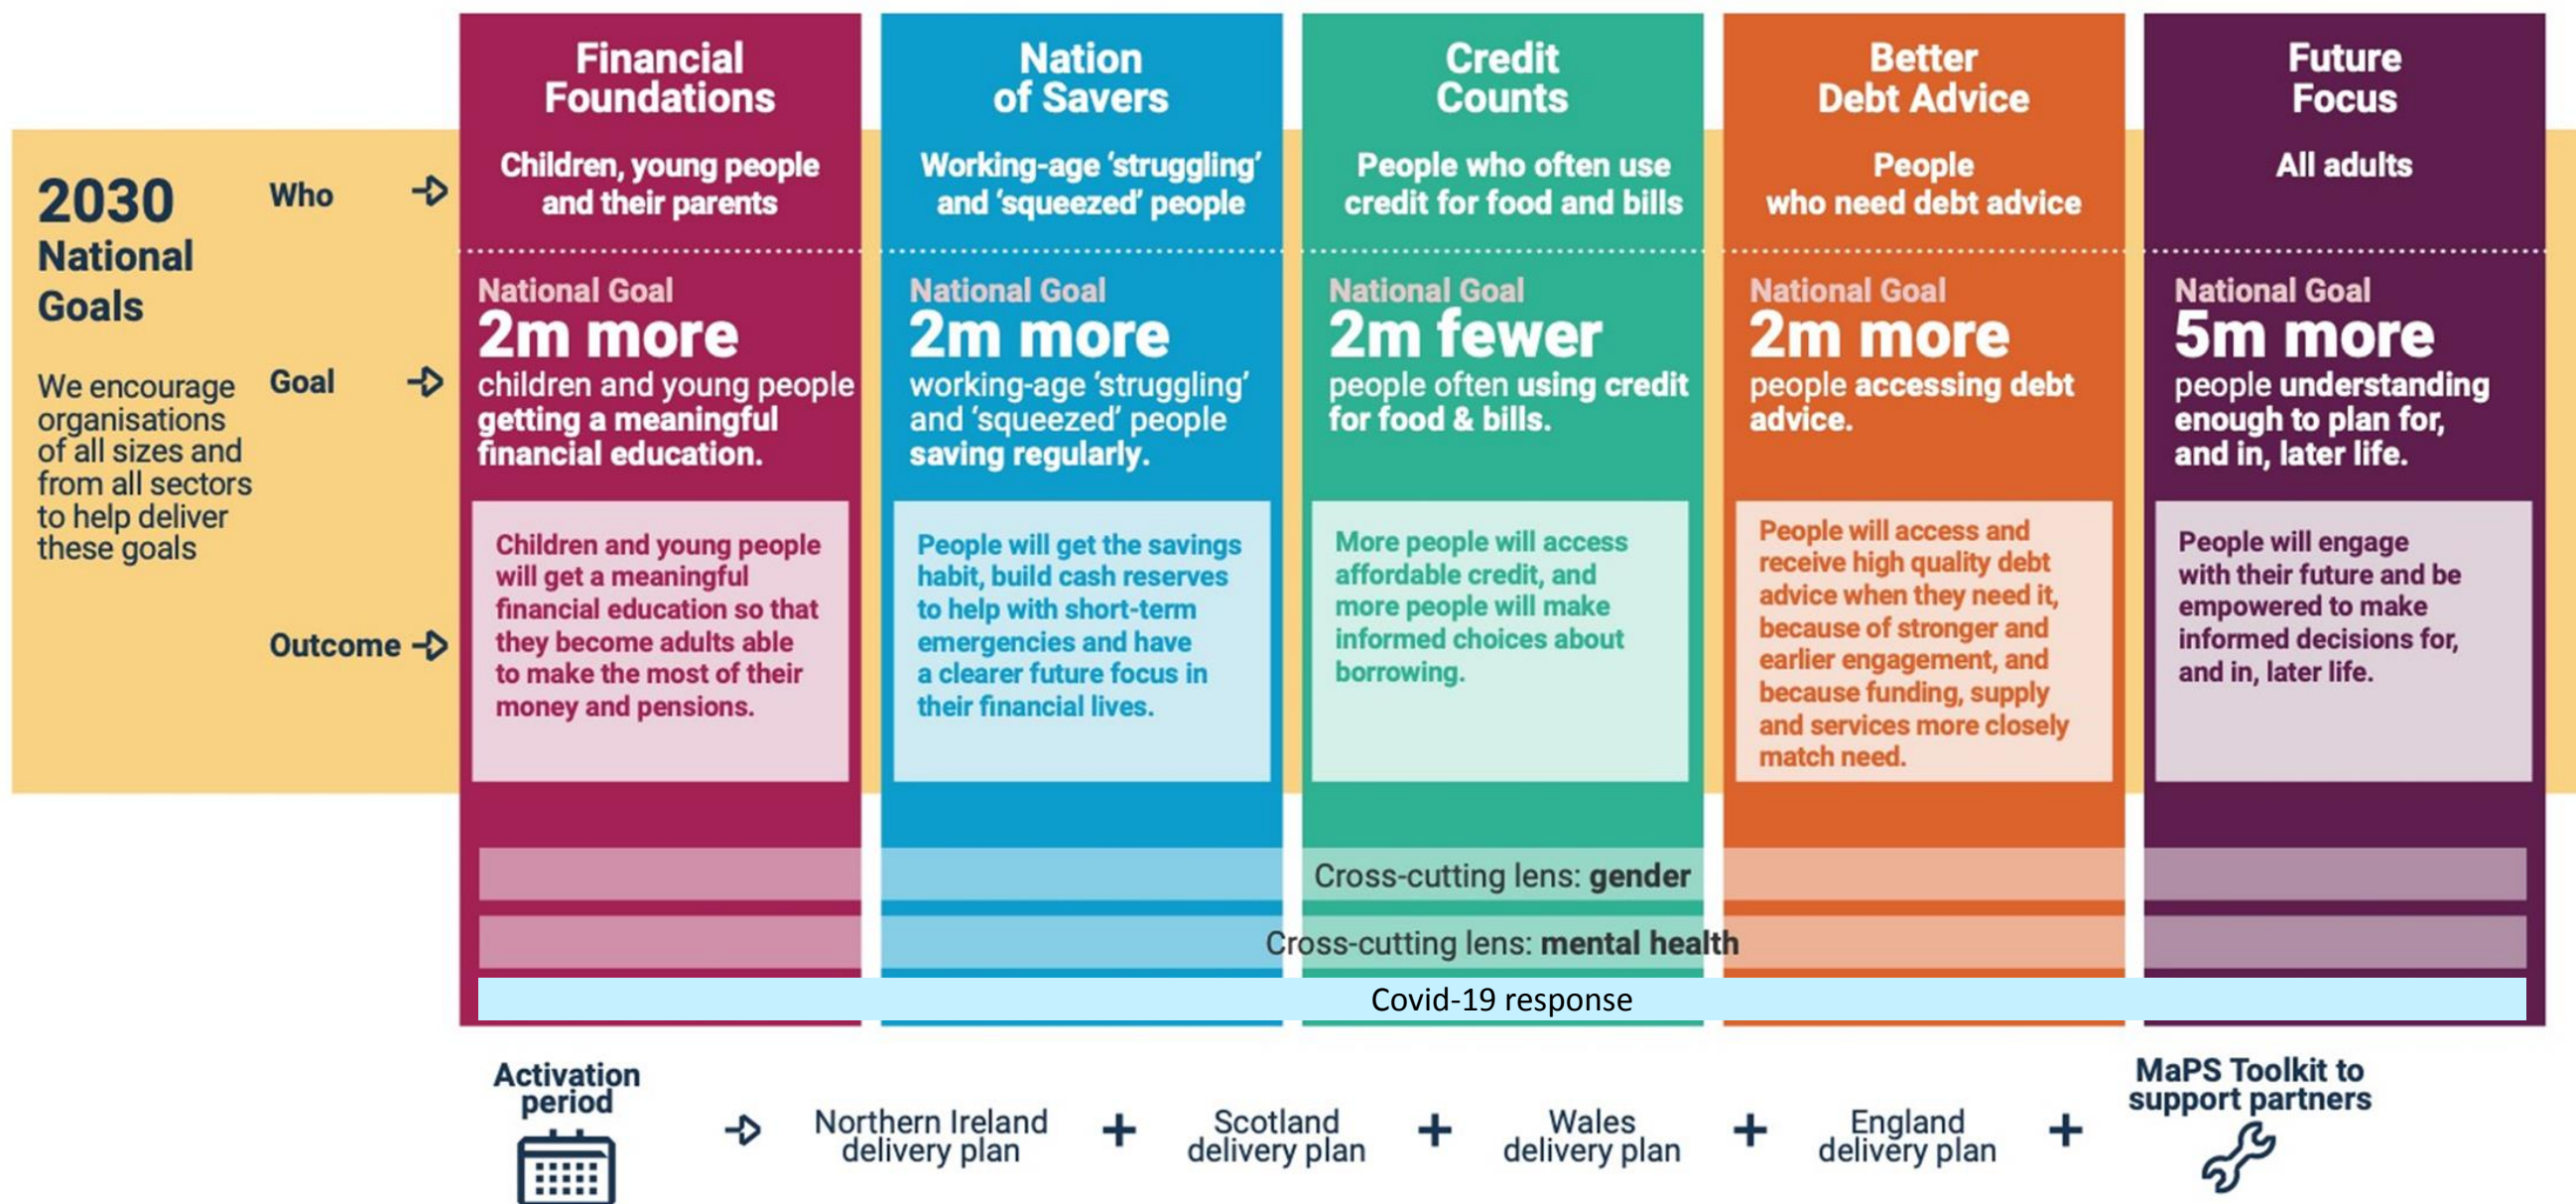 2030
National
Goals
We encourage
organisations
of all sizes and
from all sectors
to help deliver
these goals
Who
Goal
Outcome
Financial
Foundations
Children, young people
and their parents
National Goal
2m more
children and young people
getting a meaningful
financial education.
Children and young people
will get a meaningful
financial education so that
they become adults able
to make the most of their
money and pensions.
Nation
of Savers
Working-age ‘struggling’
and ‘squeezed’ people
National Goal
2m more
working-age ‘struggling’
and ‘squeezed’ people
saving regularly.
People will get the savings
habit, build cash reserves
to help with short-term
emergencies and have
a clearer future focus in
their financial lives.
Credit
Counts
People who often use
credit for food and bills
National Goal
2m fewer
people often using credit
for food & bills.
More people will access
affordable credit, and
more people will make
informed choices about
borrowing.
Better
Debt Advice
People
who need debt advice
National Goal
2m more
people accessing debt
advice.
People will access and
receive high quality debt
advice when they need it,
because of stronger and
earlier engagement, and
because funding, supply
and services more closely
match need.
Future
Focus
All adults
National Goal
5m more
people understanding
enough to plan for,
and in, later life.
People will engage
with their future and be
empowered to make
informed decisions for,
and in, later life.
Cross-cutting lens: gender
Cross-cutting lens: mental health
Covid-19 response
Activation
period
Northern Ireland
delivery plan
+
Scotland
delivery plan
+
Wales
delivery plan
+
England
delivery plan
+
MaPS Toolkit to
support partners